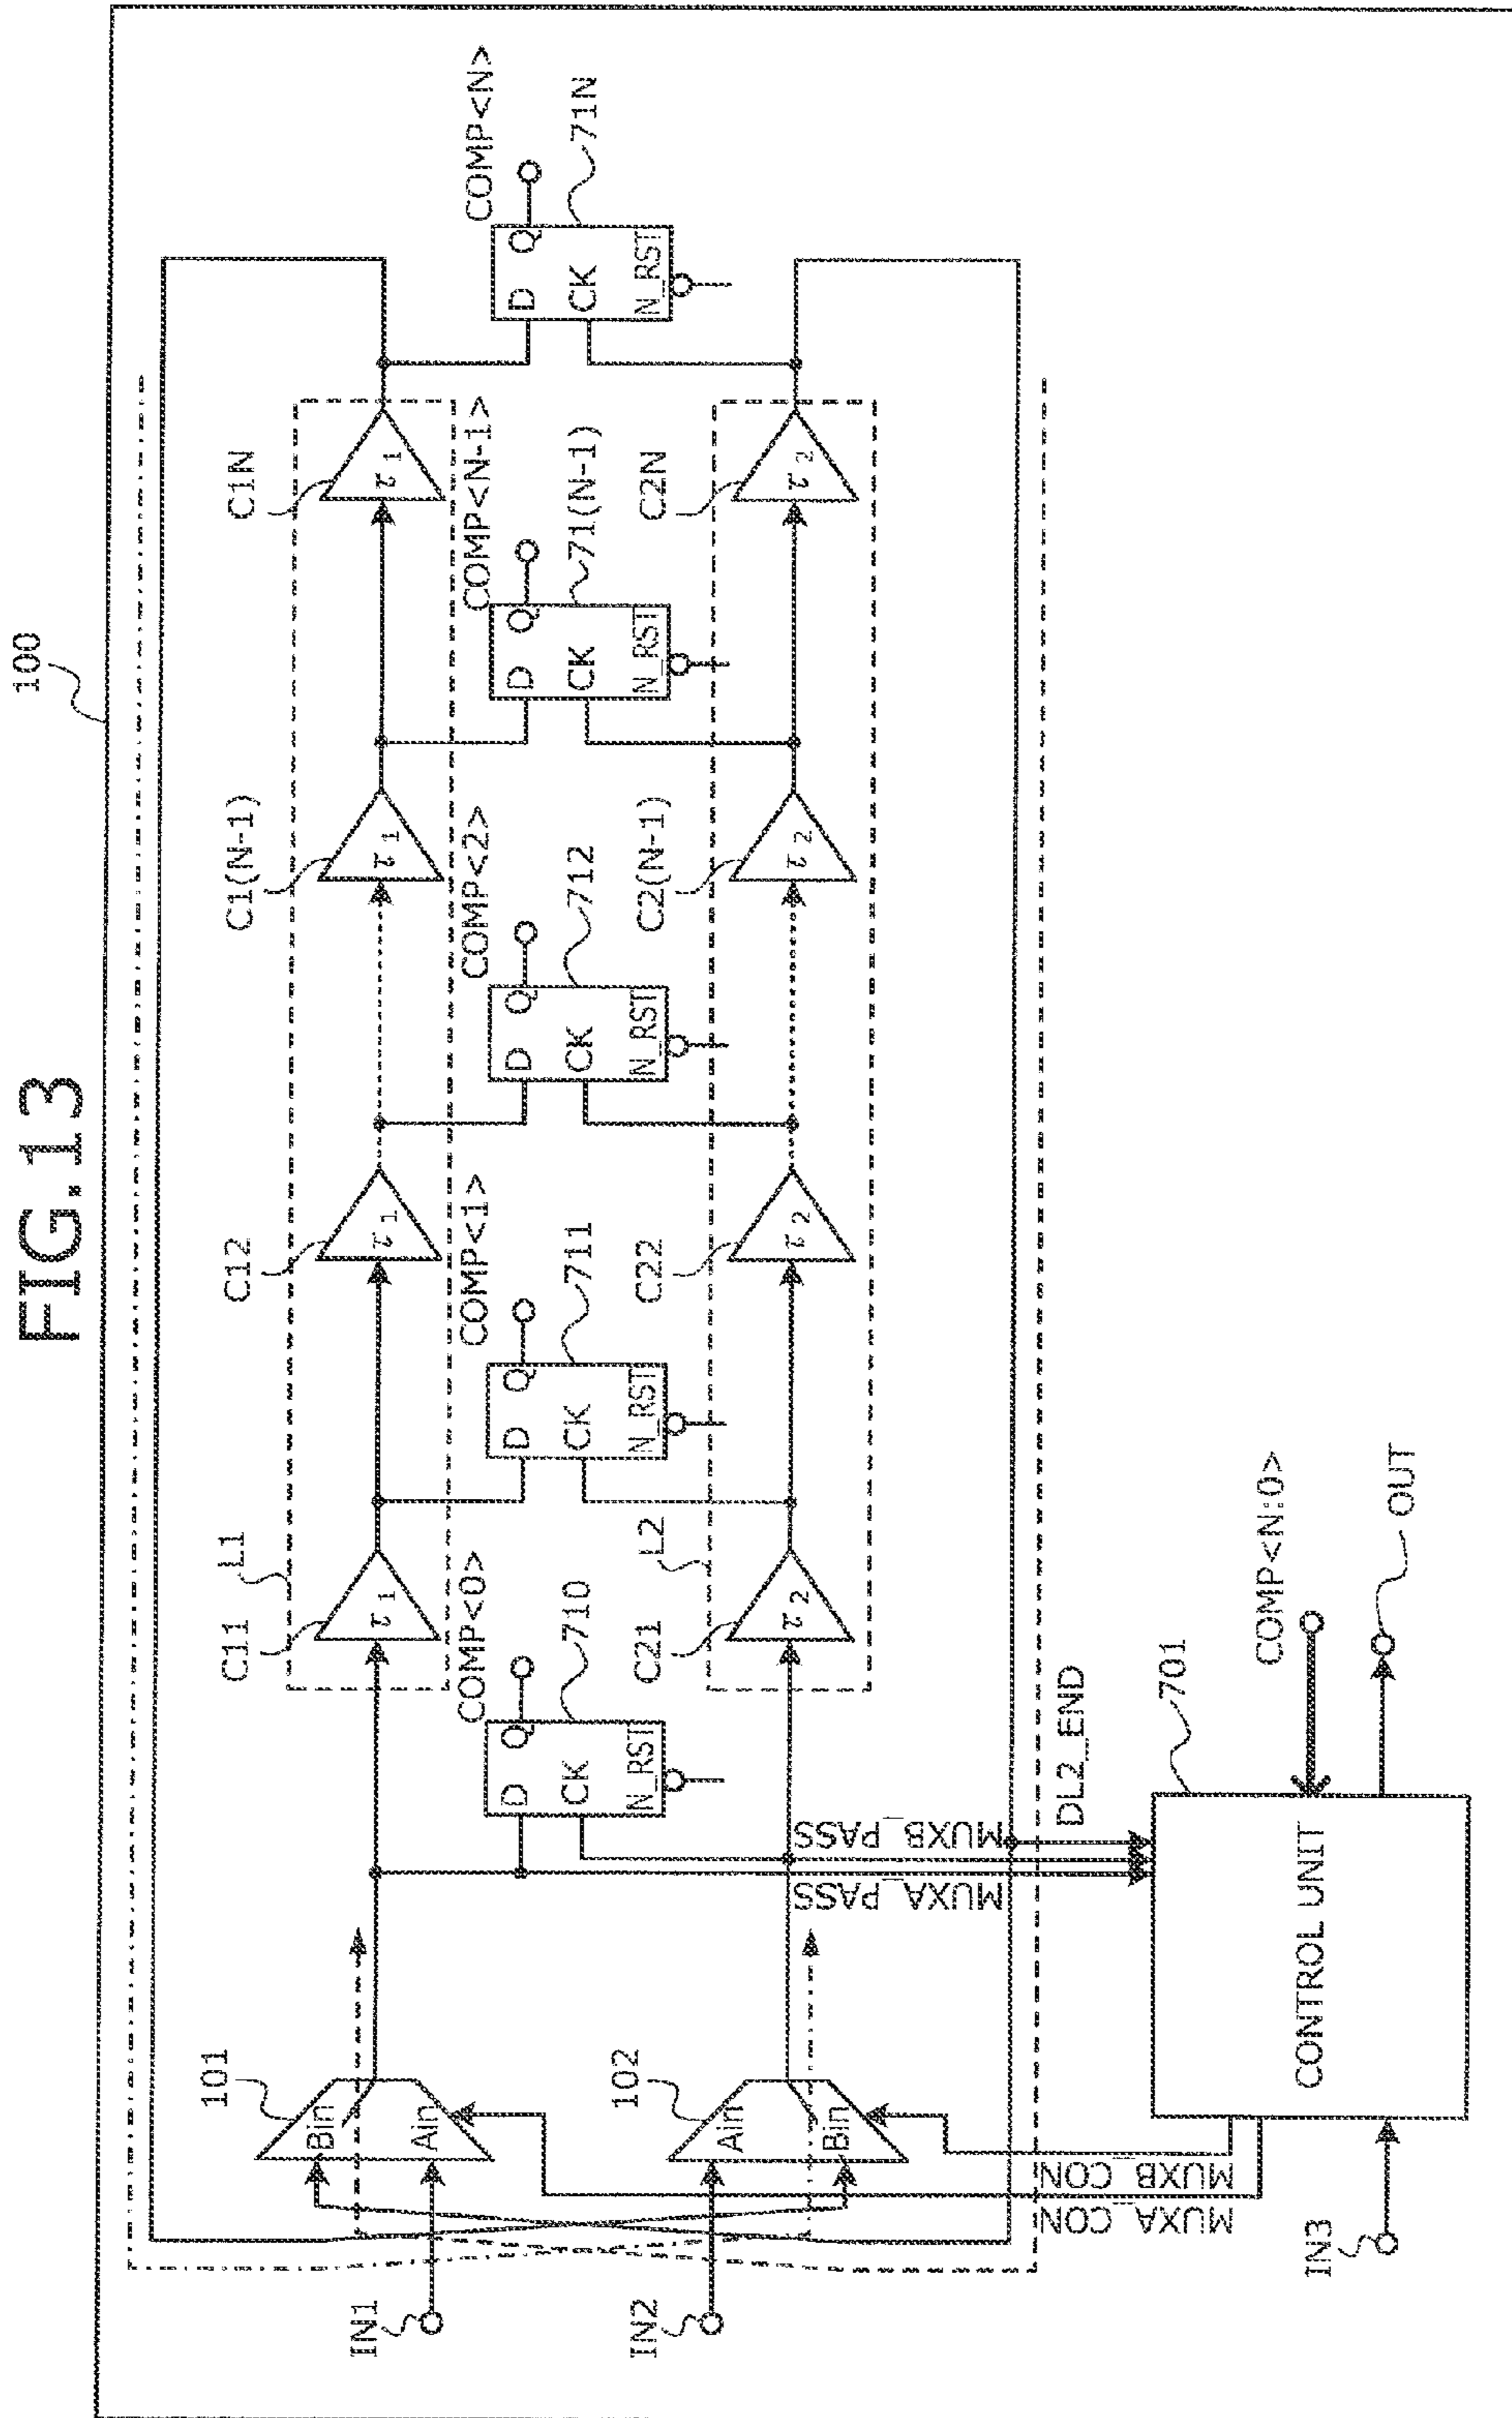 FIG.13
100
C11
L1
C12
C1(N-1)
C1N
τ1
τ1
τ1
τ1
COMP<0>
COMP<1>
COMP<2>
COMP<N-1>
COMP<N>
D Q
CK
N_RST
710
D Q
CK
N_RST
711
D Q
CK
N_RST
712
D Q
CK
N_RST
71(N-1)
D Q
CK
N_RST
71N
C21
L2
C22
C2(N-1)
C2N
τ2
τ2
τ2
τ2
101
Bin
Ain
IN1
102
Ain
Bin
IN2
MUXA_PASS
MUXB_PASS
DL2_END
MUXA_CON
MUXB_CON
IN3
CONTROL UNIT
701
COMP<N:0>
OUT